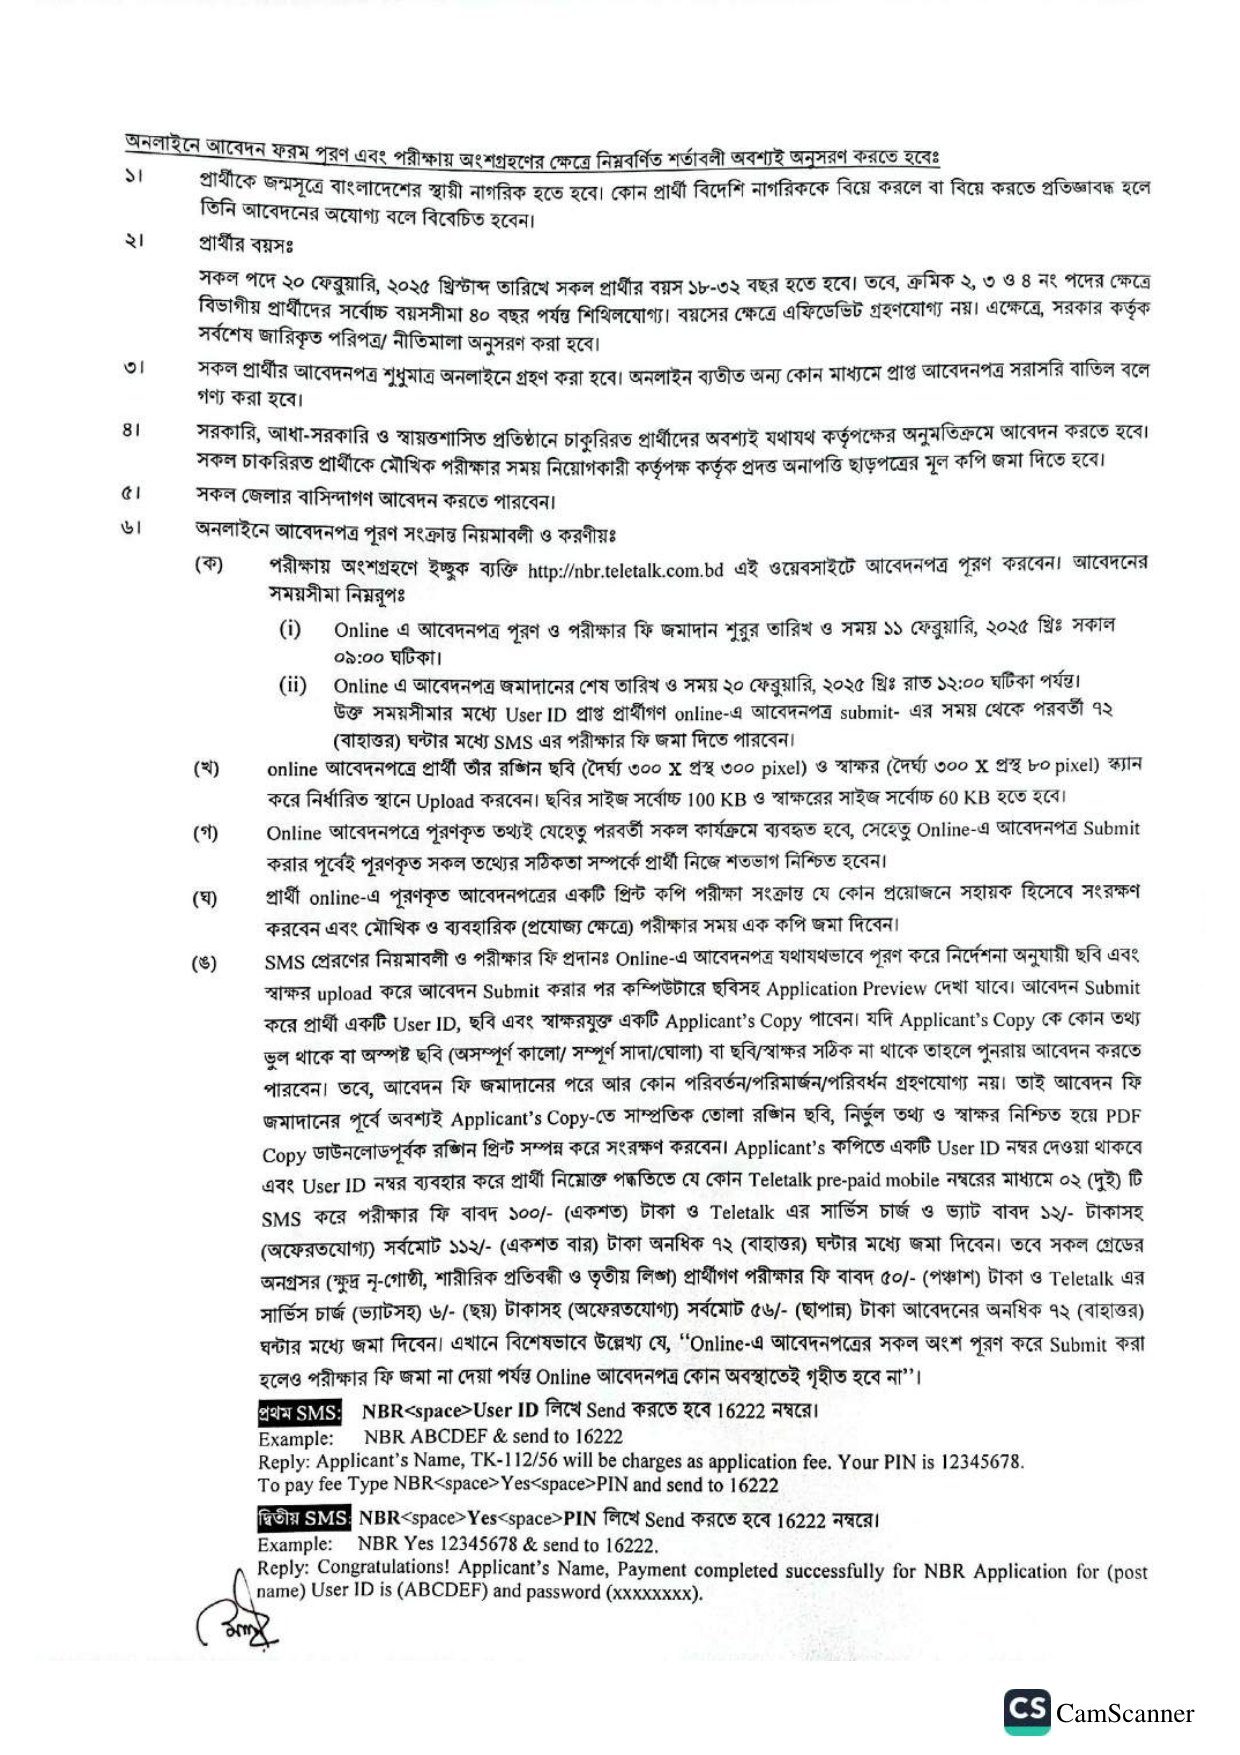 অনলাইনে আবেদন ফরম পূরণ এবং পরীক্ষায় অংশগ্রহণের ক্ষেত্রে নিম্নবর্ণিত শর্তাবলী অবশ্যই অনুসরণ করতে হবেঃ
১। প্রার্থীকে জন্মসূত্রে বাংলাদেশের স্থায়ী নাগরিক হতে হবে। কোন প্রার্থী বিদেশি নাগরিককে বিয়ে করলে বা বিয়ে করতে প্রতিজ্ঞাবদ্ধ হলে
তিনি আবেদনের অযোগ্য বলে বিবেচিত হবেন।
২। প্রার্থীর বয়সঃ
সকল পদে ২০ ফেব্রুয়ারি, ২০২৫ খ্রিস্টাব্দ তারিখে সকল প্রার্থীর বয়স ১৮-৩২ বছর হতে হবে। তবে, ক্রমিক ২, ৩ ও ৪ নং পদের ক্ষেত্রে
বিভাগীয় প্রার্থীদের সর্বোচ্চ বয়সসীমা ৪০ বছর পর্যন্ত শিথিলযোগ্য। বয়সের ক্ষেত্রে এফিডেভিট গ্রহণযোগ্য নয়। এক্ষেত্রে, সরকার কর্তৃক
সর্বশেষ জারিকৃত পরিপত্র/ নীতিমালা অনুসরণ করা হবে।
৩। সকল প্রার্থীর আবেদনপত্র শুধুমাত্র অনলাইনে গ্রহণ করা হবে। অনলাইন ব্যতীত অন্য কোন মাধ্যমে প্রাপ্ত আবেদনপত্র সরাসরি বাতিল বলে
গণ্য করা হবে।
৪। সরকারি, আধা-সরকারি ও স্বায়ত্তশাসিত প্রতিষ্ঠানে চাকুরিরত প্রার্থীদের অবশ্যই যথাযথ কর্তৃপক্ষের অনুমতিক্রমে আবেদন করতে হবে।
সকল চাকরিরত প্রার্থীকে মৌখিক পরীক্ষার সময় নিয়োগকারী কর্তৃপক্ষ কর্তৃক প্রদত্ত অনাপত্তি ছাড়পত্রের মূল কপি জমা দিতে হবে।
৫। সকল জেলার বাসিন্দাগণ আবেদন করতে পারবেন।
৬। অনলাইনে আবেদনপত্র পূরণ সংক্রান্ত নিয়মাবলী ও করণীয়ঃ
(ক) পরীক্ষায় অংশগ্রহণে ইচ্ছুক ব্যক্তি http://nbr.teletalk.com.bd এই ওয়েবসাইটে আবেদনপত্র পূরণ করবেন। আবেদনের
সময়সীমা নিম্নরূপঃ
(i) Online এ আবেদনপত্র পূরণ ও পরীক্ষার ফি জমাদান শুরুর তারিখ ও সময় ১১ ফেব্রুয়ারি, ২০২৫ খ্রিঃ সকাল
০৯:০০ ঘটিকা।
(ii) Online এ আবেদনপত্র জমাদানের শেষ তারিখ ও সময় ২০ ফেব্রুয়ারি, ২০২৫ খ্রিঃ রাত ১২:০০ ঘটিকা পর্যন্ত।
উক্ত সময়সীমার মধ্যে User ID প্রাপ্ত প্রার্থীগণ online-এ আবেদনপত্র submit- এর সময় থেকে পরবর্তী ৭২
(বাহাত্তর) ঘন্টার মধ্যে SMS এর পরীক্ষার ফি জমা দিতে পারবেন।
(খ) online আবেদনপত্রে প্রার্থী তাঁর রঙ্গিন ছবি (দৈর্ঘ্য ৩০০ X প্রস্থ ৩০০ pixel) ও স্বাক্ষর (দৈর্ঘ্য ৩০০ X প্রস্থ ৮০ pixel) স্ক্যান
করে নির্ধারিত স্থানে Upload করবেন। ছবির সাইজ সর্বোচ্চ 100 KB ও স্বাক্ষরের সাইজ সর্বোচ্চ 60 KB হতে হবে।
(গ) Online আবেদনপত্রে পূরণকৃত তথ্যই যেহেতু পরবর্তী সকল কার্যক্রমে ব্যবহৃত হবে, সেহেতু Online-এ আবেদনপত্র Submit
করার পূর্বেই পূরণকৃত সকল তথ্যের সঠিকতা সম্পর্কে প্রার্থী নিজে শতভাগ নিশ্চিত হবেন।
(ঘ) প্রার্থী online-এ পূরণকৃত আবেদনপত্রের একটি প্রিন্ট কপি পরীক্ষা সংক্রান্ত যে কোন প্রয়োজনে সহায়ক হিসেবে সংরক্ষণ
করবেন এবং মৌখিক ও ব্যবহারিক (প্রযোজ্য ক্ষেত্রে) পরীক্ষার সময় এক কপি জমা দিবেন।
(ঙ) SMS প্রেরণের নিয়মাবলী ও পরীক্ষার ফি প্রদানঃ Online-এ আবেদনপত্র যথাযথভাবে পূরণ করে নির্দেশনা অনুযায়ী ছবি এবং
স্বাক্ষর upload করে আবেদন Submit করার পর কম্পিউটারে ছবিসহ Application Preview দেখা যাবে। আবেদন Submit
করে প্রার্থী একটি User ID, ছবি এবং স্বাক্ষরযুক্ত একটি Applicant's Copy পাবেন। যদি Applicant's Copy কে কোন তথ্য
ভুল থাকে বা অস্পষ্ট ছবি (অসম্পূর্ণ কালো/ সম্পূর্ণ সাদা/ঘোলা) বা ছবি/স্বাক্ষর সঠিক না থাকে তাহলে পুনরায় আবেদন করতে
পারবেন। তবে, আবেদন ফি জমাদানের পরে আর কোন পরিবর্তন/পরিমার্জন/পরিবর্ধন গ্রহণযোগ্য নয়। তাই আবেদন ফি
জমাদানের পূর্বে অবশ্যই Applicant's Copy-তে সাম্প্রতিক তোলা রঙ্গিন ছবি, নির্ভুল তথ্য ও স্বাক্ষর নিশ্চিত হয়ে PDF
Copy ডাউনলোডপূর্বক রঙ্গিন প্রিন্ট সম্পন্ন করে সংরক্ষণ করবেন। Applicant's কপিতে একটি User ID নম্বর দেওয়া থাকবে
এবং User ID নম্বর ব্যবহার করে প্রার্থী নিম্নোক্ত পদ্ধতিতে যে কোন Teletalk pre-paid mobile নম্বরের মাধ্যমে ০২ (দুই) টি
SMS করে পরীক্ষার ফি বাবদ ১০০/- (একশত) টাকা ও Teletalk এর সার্ভিস চার্জ ও ভ্যাট বাবদ ১২/- টাকাসহ
(অফেরতযোগ্য) সর্বমোট ১১২/- (একশত বার) টাকা অনধিক ৭২ (বাহাত্তর) ঘন্টার মধ্যে জমা দিবেন। তবে সকল গ্রেডের
অনগ্রসর (ক্ষুদ্র নৃ-গোষ্ঠী, শারীরিক প্রতিবন্ধী ও তৃতীয় লিঙ্গ) প্রার্থীগণ পরীক্ষার ফি বাবদ ৫০/- (পঞ্চাশ) টাকা ও Teletalk এর
সার্ভিস চার্জ (ভ্যাটসহ) ৬/- (ছয়) টাকাসহ (অফেরতযোগ্য) সর্বমোট ৫৬/- (ছাপান্ন) টাকা আবেদনের অনধিক ৭২ (বাহাত্তর)
ঘন্টার মধ্যে জমা দিবেন। এখানে বিশেষভাবে উল্লেখ্য যে, "Online-এ আবেদনপত্রের সকল অংশ পূরণ করে Submit করা
হলেও পরীক্ষার ফি জমা না দেয়া পর্যন্ত Online আবেদনপত্র কোন অবস্থাতেই গৃহীত হবে না"।
প্রথম SMS: NBR<space>User ID লিখে Send করতে হবে 16222 নম্বরে।
Example: NBR ABCDEF & send to 16222
Reply: Applicant's Name, TK-112/56 will be charges as application fee. Your PIN is 12345678.
To pay fee Type NBR<space>Yes<space>PIN and send to 16222
দ্বিতীয় SMS: NBR<space>Yes<space>PIN লিখে Send করতে হবে 16222 নম্বরে।
Example: NBR Yes 12345678 & send to 16222.
Reply: Congratulations! Applicant's Name, Payment completed successfully for NBR Application for (post
name) User ID is (ABCDEF) and password (xxxxxxxx).
CS CamScanner